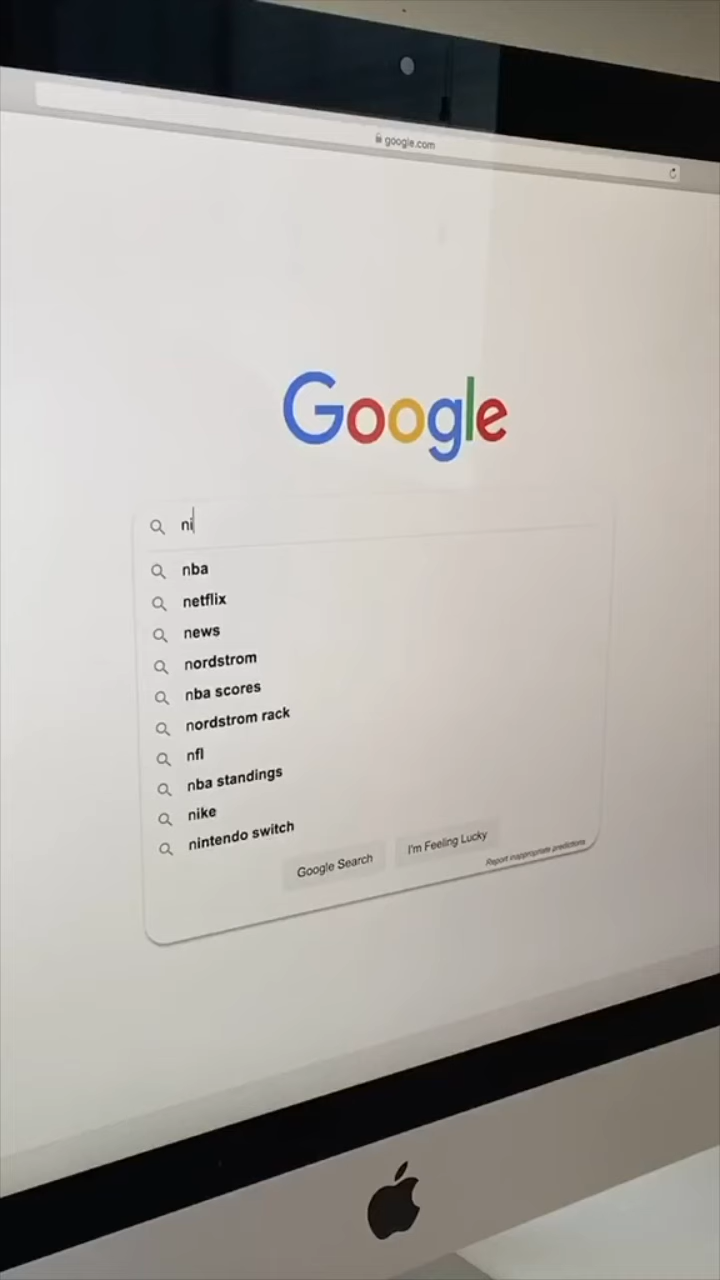 google.com
Google
ni
nba
netflix
news
nordstrom
nba scores
nordstrom rack
nfl
nba standings
nike
nintendo switch
Google Search
I'm Feeling Lucky
Report inappropriate predictions